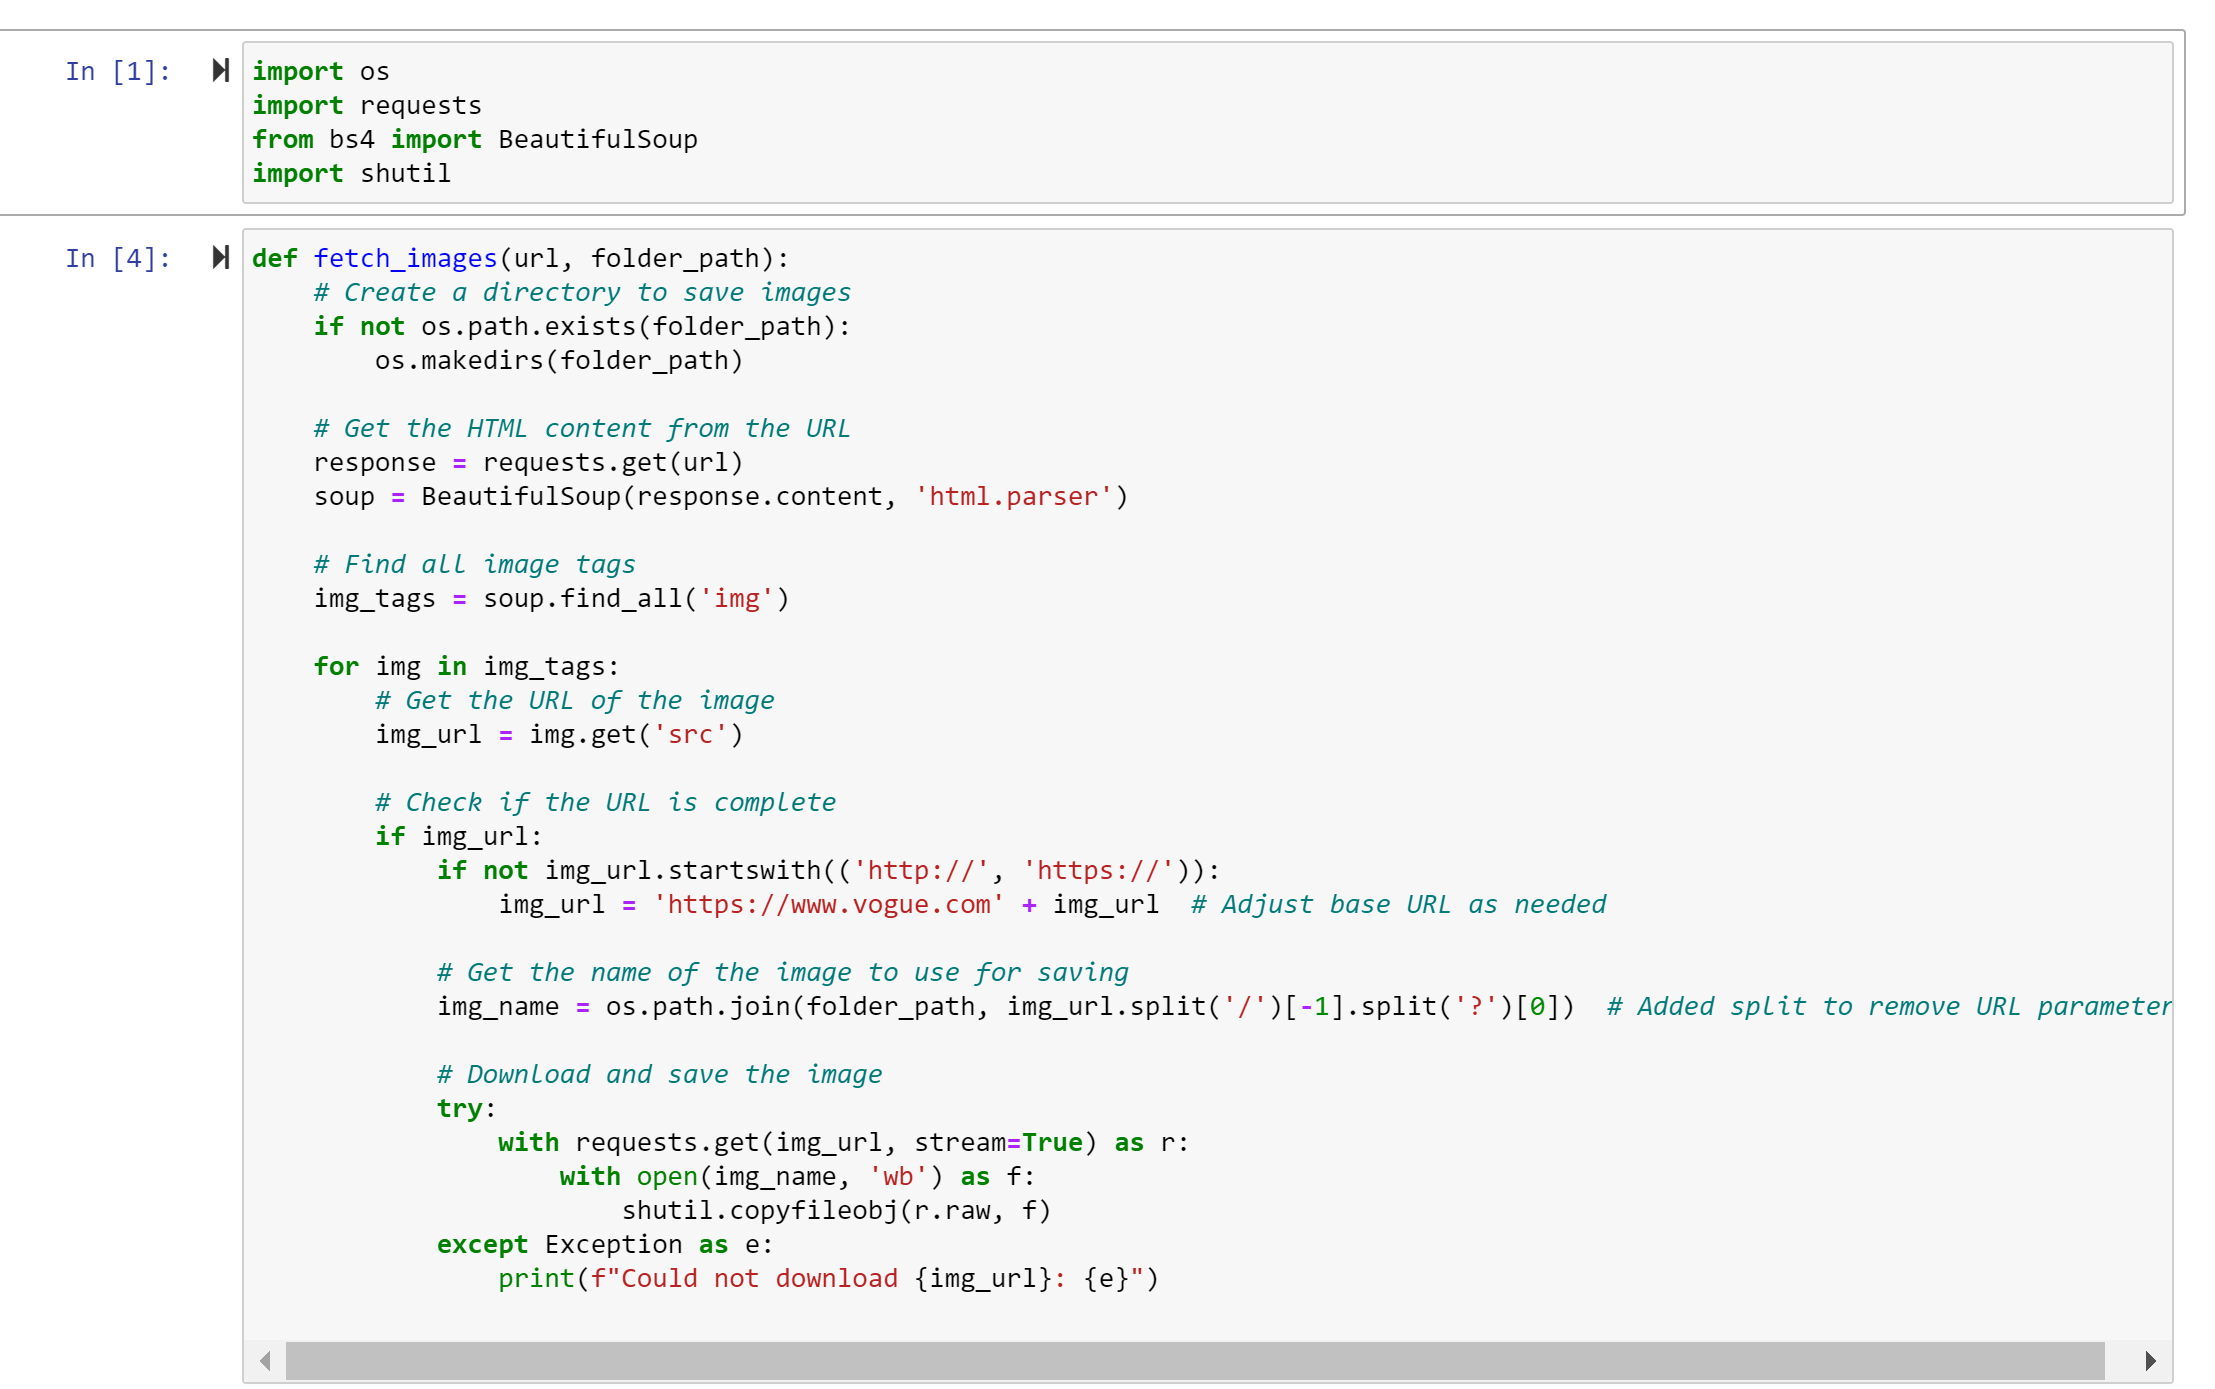 In [1]:
import os
import requests
from bs4 import BeautifulSoup
import shutil
In [4]:
def fetch_images(url, folder_path):
    # Create a directory to save images
    if not os.path.exists(folder_path):
        os.makedirs(folder_path)

    # Get the HTML content from the URL
    response = requests.get(url)
    soup = BeautifulSoup(response.content, 'html.parser')

    # Find all image tags
    img_tags = soup.find_all('img')

    for img in img_tags:
        # Get the URL of the image
        img_url = img.get('src')

        # Check if the URL is complete
        if img_url:
            if not img_url.startswith(('http://', 'https://')):
                img_url = 'https://www.vogue.com' + img_url  # Adjust base URL as needed

            # Get the name of the image to use for saving
            img_name = os.path.join(folder_path, img_url.split('/')[-1].split('?')[0])  # Added split to remove URL parameter

            # Download and save the image
            try:
                with requests.get(img_url, stream=True) as r:
                    with open(img_name, 'wb') as f:
                        shutil.copyfileobj(r.raw, f)
            except Exception as e:
                print(f"Could not download {img_url}: {e}")